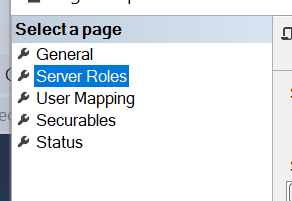 Select a page
General
Server Roles
User Mapping
Securables
Status